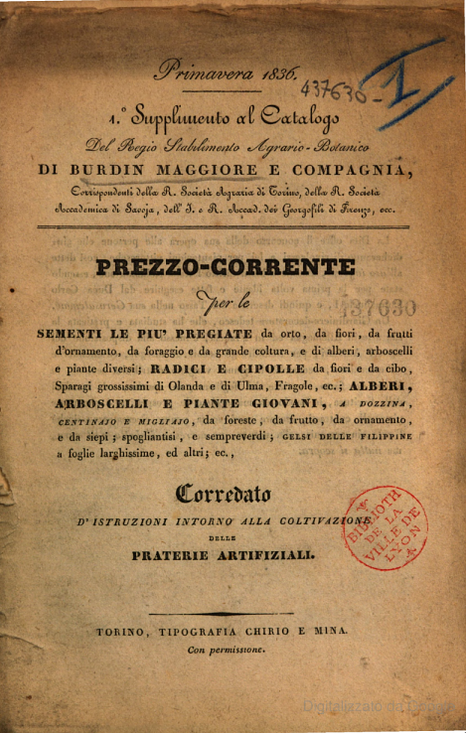 Primavera 1836.
437630 - I
1.° Supplimento al Catalogo
Del Regio Stabilimento Agrario-Botanico
DI BURDIN MAGGIORE E COMPAGNIA,
Corrispondenti della R. Società Agraria di Torino, della R. Società
Accademica di Savoja, dell' I. e R. Accad. dei Georgofili di Firenze, ecc.
PREZZO-CORRENTE
per le
437630
SEMENTI LE PIU' PREGIATE da orto, da fiori, da frutti
d'ornamento, da foraggio e da grande coltura, e di alberi, arboscelli
e piante diversi; RADICI E CIPOLLE da fiori e da cibo,
Sparagi grossissimi di Olanda e di Ulma, Fragole, ec.; ALBERI,
ARBOSCELLI E PIANTE GIOVANI, A DOZZINA,
CENTINAJO E MIGLIAJO, da foreste, da frutto, da ornamento,
e da siepi; spogliantisi, e sempreverdi; GELSI DELLE FILIPPINE
a foglie larghissime, ed altri; ec.,
Corredato
D'ISTRUZIONI INTORNO ALLA COLTIVAZIONE
DELLE
PRATERIE ARTIFIZIALI.
BIBLIOTH
DE LA
VILLE DE
LYON
TORINO, TIPOGRAFIA CHIRIO E MINA.
Con permissione.